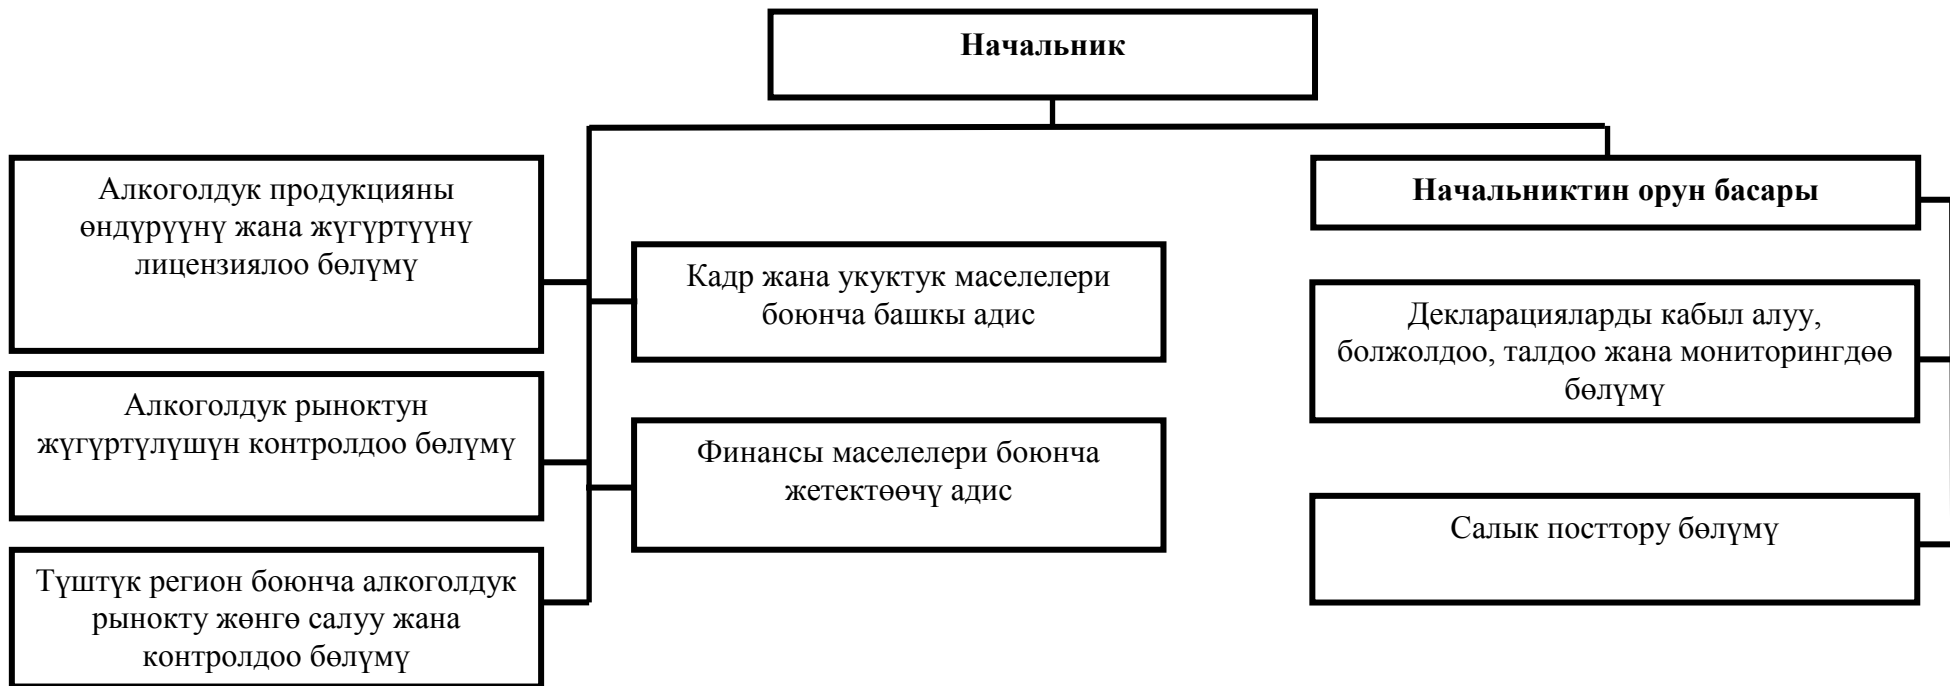 Начальник
Алкоголдук продукцияны
өндүрүүнү жана жүгүртүүнү
лицензиялоо бөлүмү
Алкоголдук рыноктун
жүгүртүлүшүн контролдоо бөлүмү
Түштүк регион боюнча алкоголдук
рынокту жөнгө салуу жана
контролдоо бөлүмү
Кадр жана укуктук маселелери
боюнча башкы адис
Финансы маселелери боюнча
жетектөөчү адис
Начальниктин орун басары
Декларацияларды кабыл алуу,
болжолдоо, талдоо жана мониторингдөө
бөлүмү
Салык посттору бөлүмү